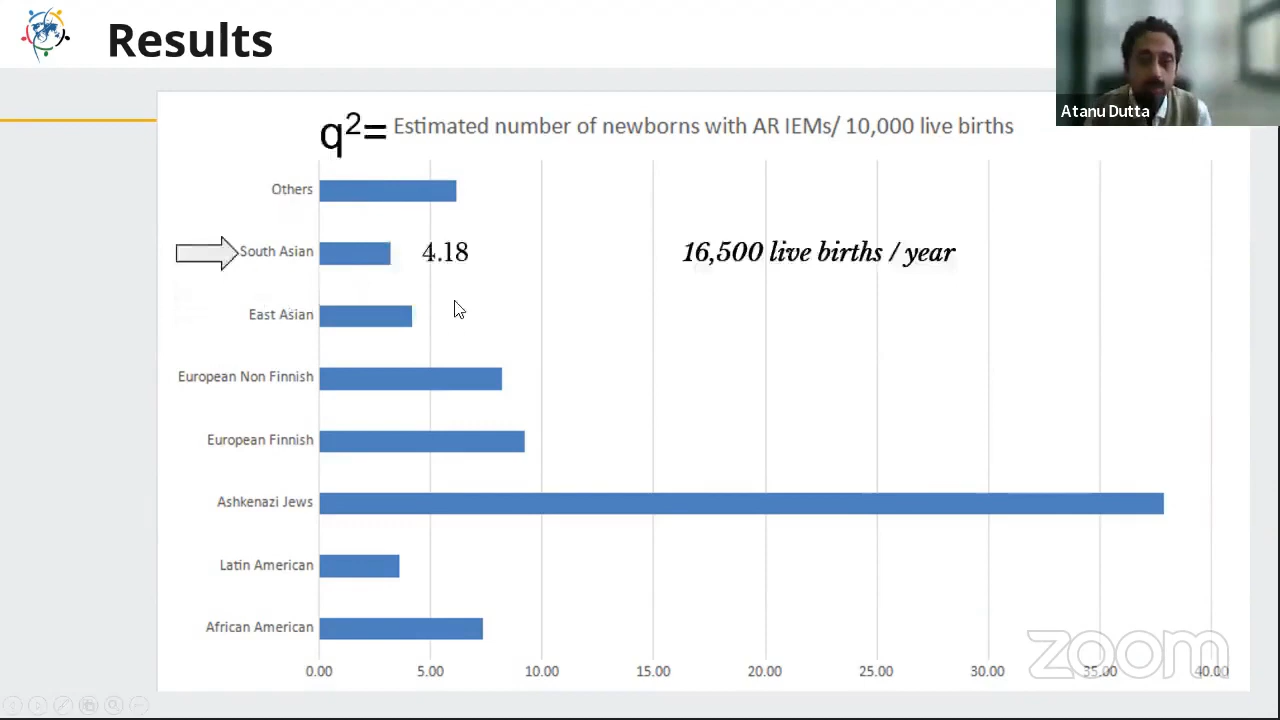 Results
Atanu Dutta
q²= Estimated number of newborns with AR IEMs/ 10,000 live births
Others
South Asian 4.18 16,500 live births / year
East Asian
European Non Finnish
European Finnish
Ashkenazi Jews
Latin American
African American
zoom
0.00 5.00 10.00 15.00 20.00 25.00 30.00 35.00 40.00